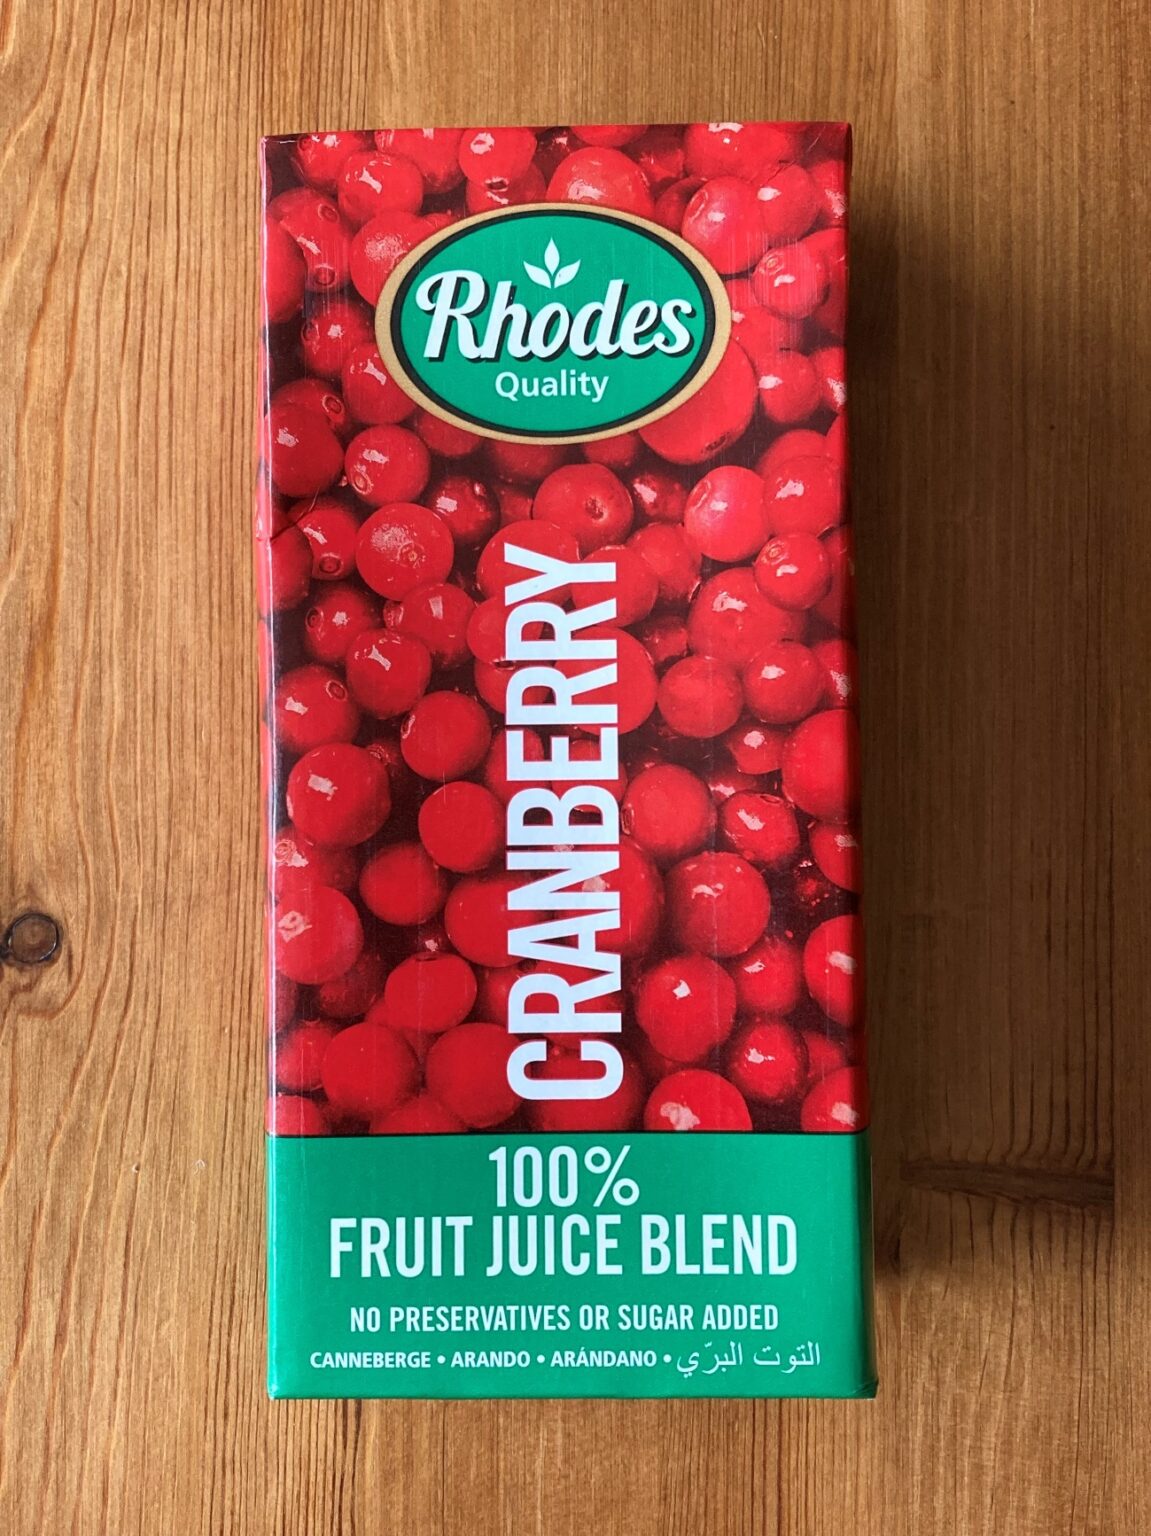 Rhodes
Quality
CRANBERRY
100%
FRUIT JUICE BLEND
NO PRESERVATIVES OR SUGAR ADDED
CANNEBERGE • ARANDO • ARÁNDANO • التوت البرّي